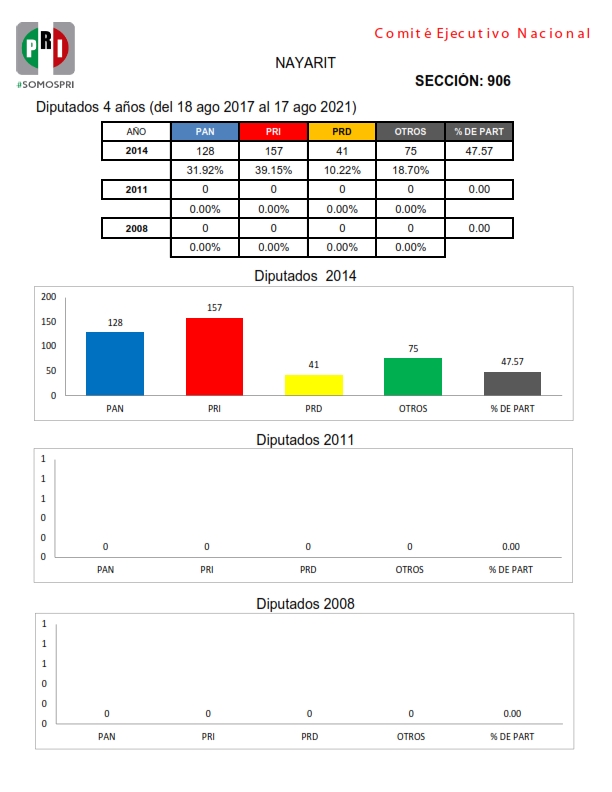 Comité Ejecutivo Nacional
PRI
#SOMOSPRI
NAYARIT
SECCIÓN: 906
Diputados 4 años (del 18 ago 2017 al 17 ago 2021)
AÑO PAN PRI PRD OTROS % DE PART
2014 128 157 41 75 47.57
31.92% 39.15% 10.22% 18.70%
2011 0 0 0 0 0.00
0.00% 0.00% 0.00% 0.00%
2008 0 0 0 0 0.00
0.00% 0.00% 0.00% 0.00%
Diputados 2014
200
150
100
50
0
128 157 41 75 47.57
PAN PRI PRD OTROS % DE PART
Diputados 2011
1
1
1
0
0
0
0 0 0 0 0.00
PAN PRI PRD OTROS % DE PART
Diputados 2008
1
1
1
0
0
0
0 0 0 0 0.00
PAN PRI PRD OTROS % DE PART